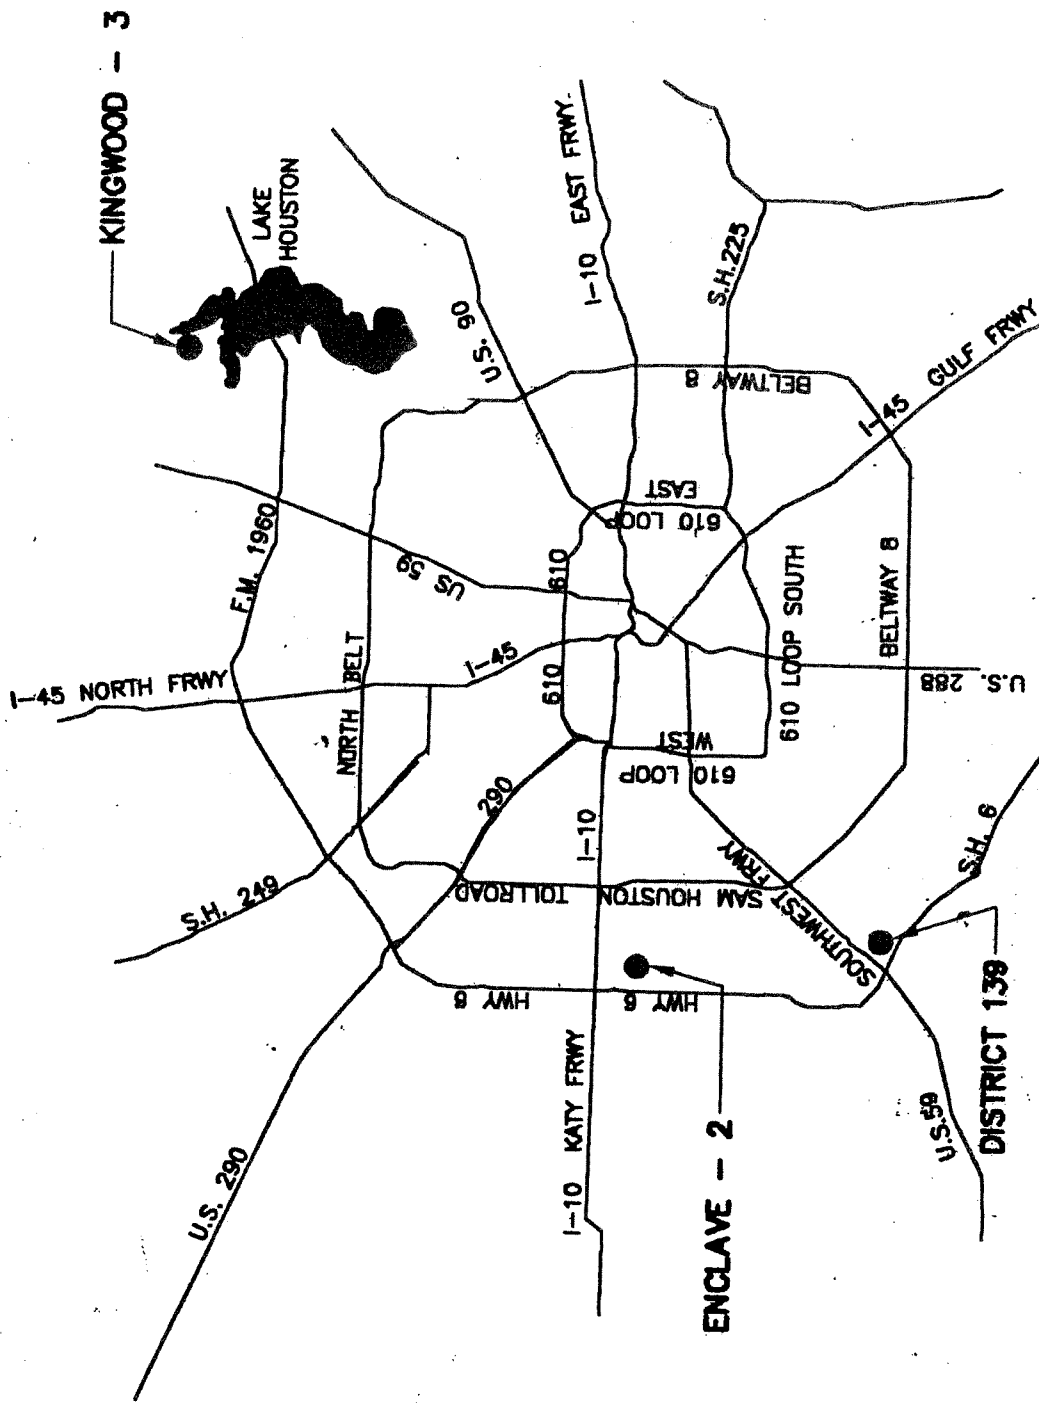 KINGWOOD - 3
LAKE
HOUSTON
I-10 EAST FRWY.
U.S. 90
S.H.225
I-45 GULF FRWY
BELTWAY 8
610 LOOP
EAST
F.M. 1960
US 59
I-45 NORTH FRWY
NORTH BELT
I-45
610
610
610 LOOP SOUTH
BELTWAY 8
U.S. 288
610 LOOP
WEST
290
I-10
S.H. 249
SAM HOUSTON TOLLROAD
SOUTHWEST FRWY
S.H. 6
HWY 6
HWY 6
U.S. 290
I-10 KATY FRWY
U.S.59
ENCLAVE - 2
DISTRICT 139